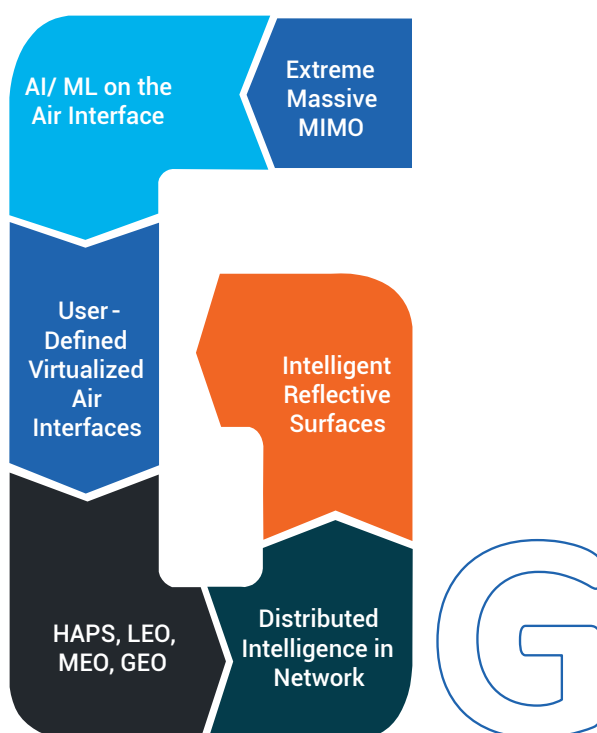 Extreme
Massive
MIMO
AI/ ML on the
Air Interface
User-
Defined
Virtualized
Air
Interfaces
HAPS, LEO,
MEO, GEO
Distributed
Intelligence in
Network
Intelligent
Reflective
Surfaces
G